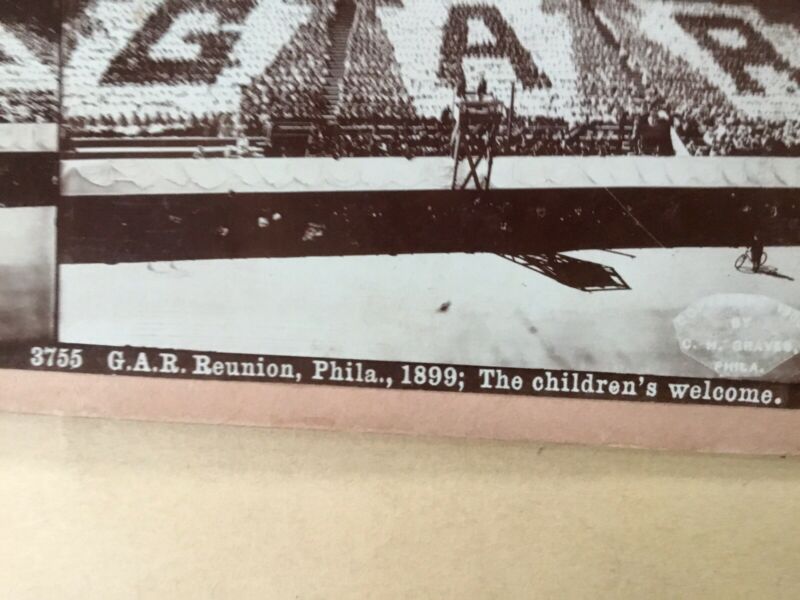 G A R
BY
C. H. GRAVES,
PHILA.
3755 G.A.R. Reunion, Phila., 1899; The children's welcome.